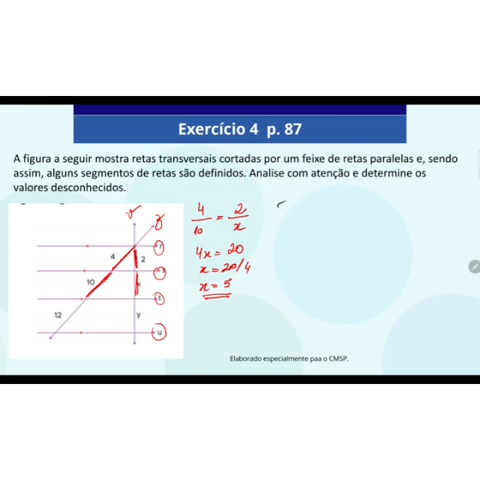 Exercício 4 p. 87
A figura a seguir mostra retas transversais cortadas por um feixe de retas paralelas e, sendo
assim, alguns segmentos de retas são definidos. Analise com atenção e determine os
valores desconhecidos.
4
2
10
x
12
y
u
4/10 = 2/x
4x = 20
x = 20/4
x = 5
Elaborado especialmente paa o CMSP.